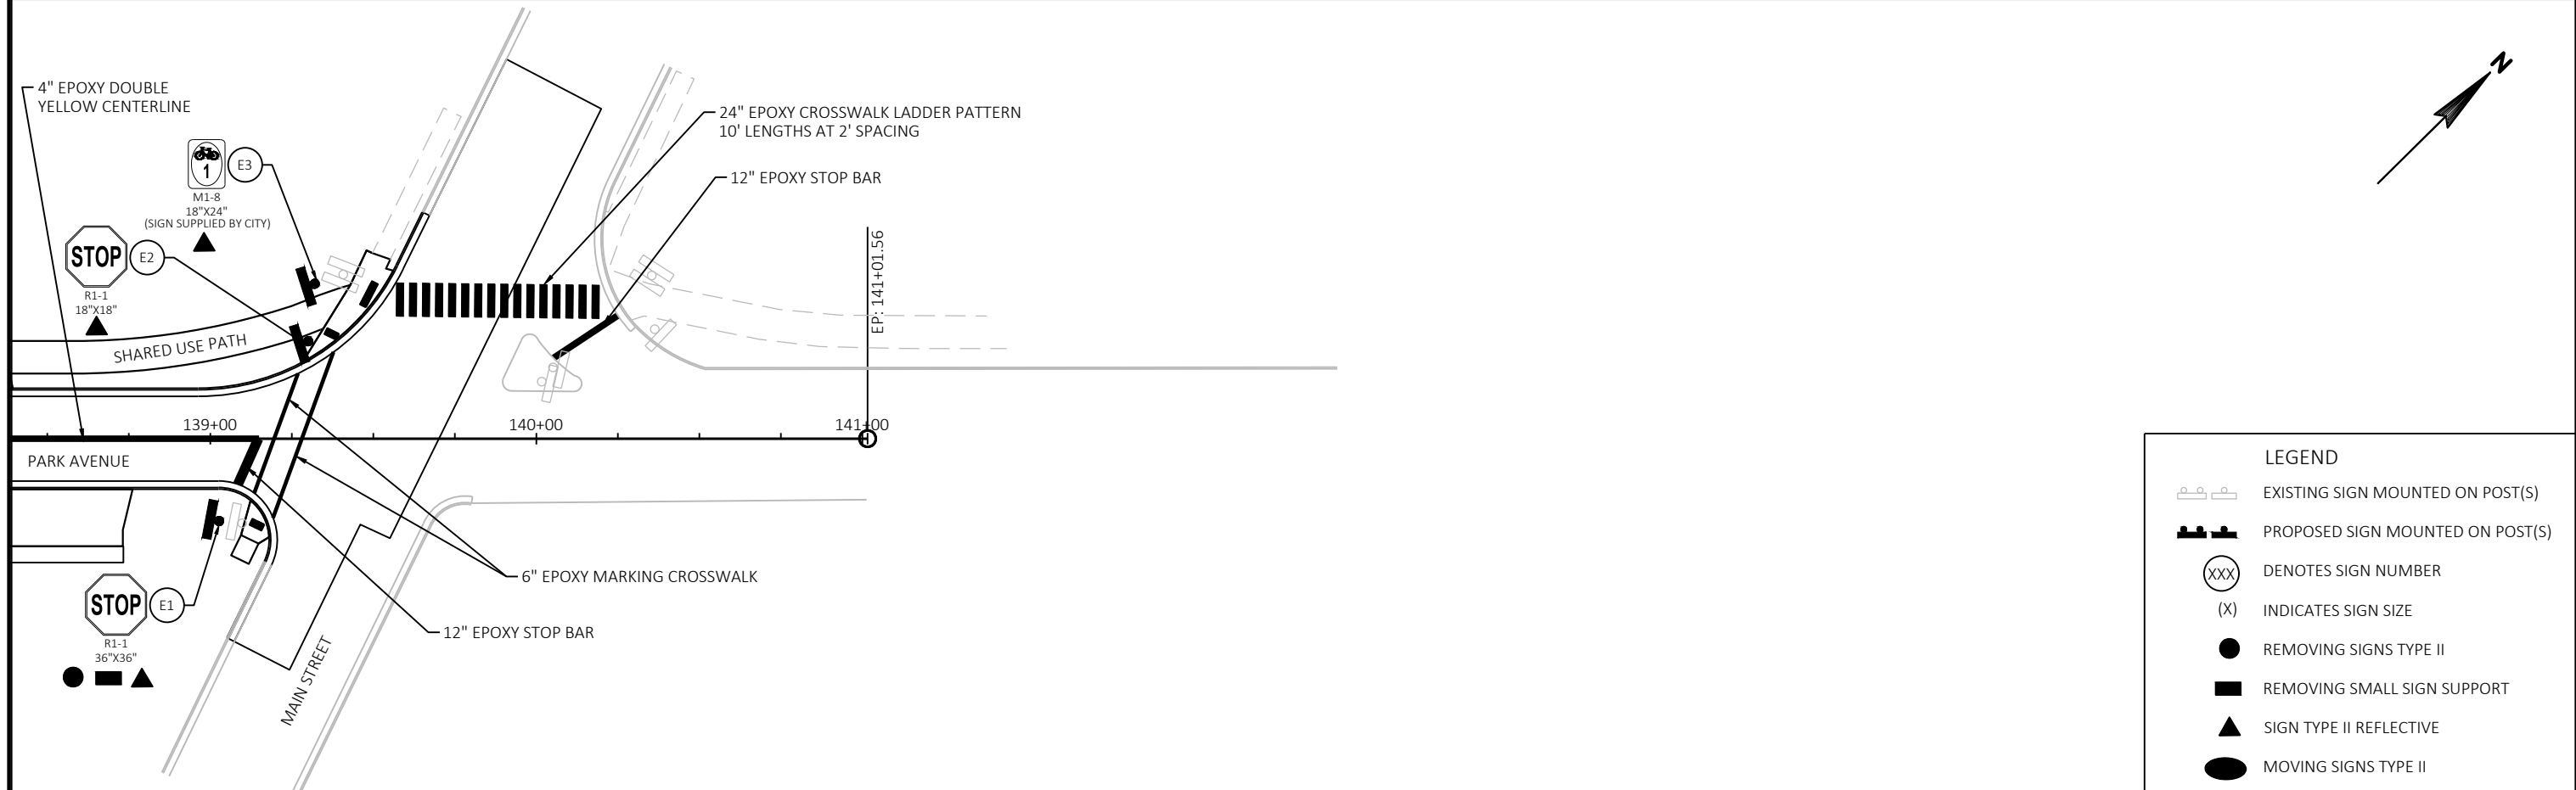 N
4" EPOXY DOUBLE
YELLOW CENTERLINE
24" EPOXY CROSSWALK LADDER PATTERN
10' LENGTHS AT 2' SPACING
12" EPOXY STOP BAR
1
E3
M1-8
18"X24"
(SIGN SUPPLIED BY CITY)
STOP
E2
R1-1
18"X18"
SHARED USE PATH
EP: 141+01.56
139+00
140+00
141+00
PARK AVENUE
6" EPOXY MARKING CROSSWALK
12" EPOXY STOP BAR
STOP
E1
R1-1
36"X36"
MAIN STREET
LEGEND
EXISTING SIGN MOUNTED ON POST(S)
PROPOSED SIGN MOUNTED ON POST(S)
XXX DENOTES SIGN NUMBER
(X) INDICATES SIGN SIZE
REMOVING SIGNS TYPE II
REMOVING SMALL SIGN SUPPORT
SIGN TYPE II REFLECTIVE
MOVING SIGNS TYPE II